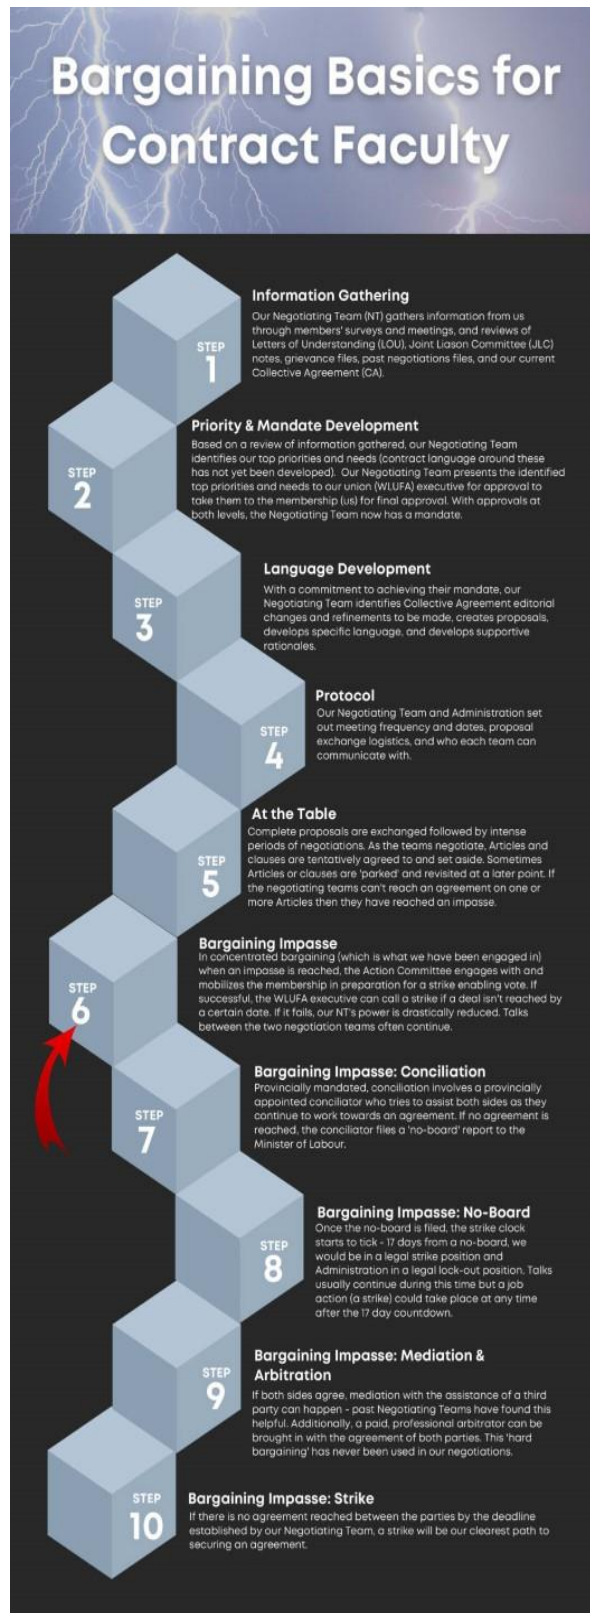 Bargaining Basics for
Contract Faculty
STEP
1
Information Gathering
Our Negotiating Team (NT) gathers information from us
through members' surveys and meetings, and reviews of
Letters of Understanding (LOU), Joint Liason Committee (JLC)
notes, grievance files, past negotiations files, and our current
Collective Agreement (CA).
STEP
2
Priority & Mandate Development
Based on a review of information gathered, our Negotiating Team
identifies our top priorities and needs (contract language around these
has not yet been developed). Our Negotiating Team presents the identified
top priorities and needs to our union (WLUFA) executive for approval to
take them to the membership (us) for final approval. With approvals at
both levels, the Negotiating Team now has a mandate.
STEP
3
Language Development
With a commitment to achieving their mandate, our
Negotiating Team identifies Collective Agreement editorial
changes and refinements to be made, creates proposals,
develops specific language, and develops supportive
rationales.
STEP
4
Protocol
Our Negotiating Team and Administration set
out meeting frequency and dates, proposal
exchange logistics, and who each team can
communicate with.
STEP
5
At the Table
Complete proposals are exchanged followed by intense
periods of negotiations. As the teams negotiate, Articles and
clauses are tentatively agreed to and set aside. Sometimes
Articles or clauses are 'parked' and revisited at a later point. If
the negotiating teams can't reach an agreement on one or
more Articles then they have reached an impasse.
STEP
6
Bargaining Impasse
In concentrated bargaining (which is what we have been engaged in)
when an impasse is reached, the Action Committee engages with and
mobilizes the membership in preparation for a strike enabling vote. If
successful, the WLUFA executive can call a strike if a deal isn't reached by
a certain date. If it fails, our NT's power is drastically reduced. Talks
between the two negotiation teams often continue.
STEP
7
Bargaining Impasse: Conciliation
Provincially mandated, conciliation involves a provincially
appointed conciliator who tries to assist both sides as they
continue to work towards an agreement. If no agreement is
reached, the conciliator files a 'no-board' report to the
Minister of Labour.
STEP
8
Bargaining Impasse: No-Board
Once the no-board is filed, the strike clock
starts to tick - 17 days from a no-board, we
would be in a legal strike position and
Administration in a legal lock-out position. Talks
usually continue during this time but a job
action (a strike) could take place at any time
after the 17 day countdown.
STEP
9
Bargaining Impasse: Mediation &
Arbitration
If both sides agree, mediation with the assistance of a third
party can happen - past Negotiating Teams have found this
helpful. Additionally, a paid, professional arbitrator can be
brought in with the agreement of both parties. This 'hard
bargaining' has never been used in our negotiations.
STEP
10
Bargaining Impasse: Strike
If there is no agreement reached between the parties by the deadline
established by our Negotiating Team, a strike will be our clearest path to
securing an agreement.